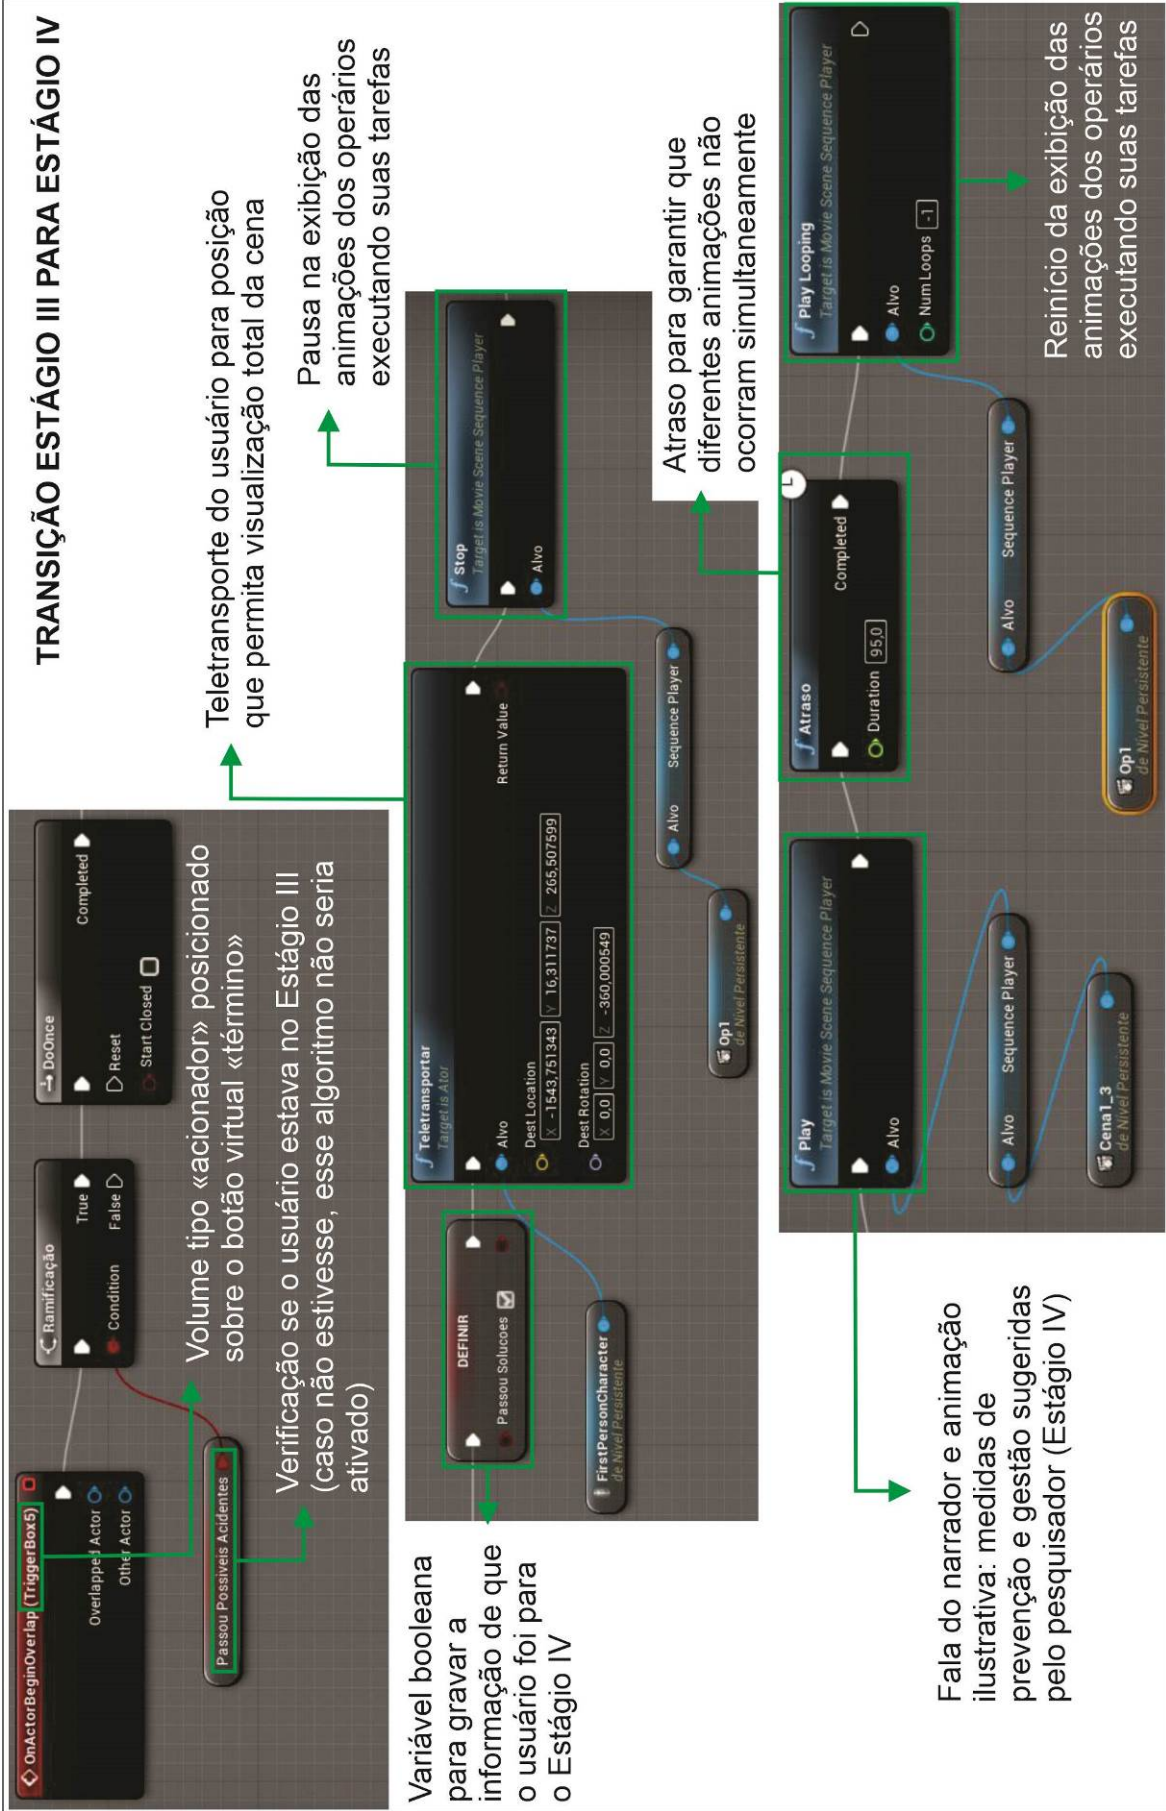 TRANSIÇÃO ESTÁGIO III PARA ESTÁGIO IV
OnActorBeginOverlap (TriggerBox5)
Overlapped Actor
Other Actor
Ramificação
Condition
True
False
DoOnce
Reset
Start Closed
Completed
Passou Possiveis Acidentes
Volume tipo «acionador» posicionado
sobre o botão virtual «término»
Verificação se o usuário estava no Estágio III
(caso não estivesse, esse algoritmo não seria
ativado)
Teletransporte do usuário para posição
que permita visualização total da cena
Pausa na exibição das
animações dos operários
executando suas tarefas
Variável booleana
para gravar a
informação de que
o usuário foi para
o Estágio IV
DEFINIR
Passou Solucoes
FirstPersonCharacter
de Nível Persistente
f Teletransportar
Target is Ator
Alvo
Return Value
Dest Location
X -1543,751343 Y 16,311737 Z 265,507599
Dest Rotation
X 0,0 Y 0,0 Z -360,000549
Op1
de Nível Persistente
Alvo Sequence Player
f Stop
Target is Movie Scene Sequence Player
Alvo
Atraso para garantir que
diferentes animações não
ocorram simultaneamente
Fala do narrador e animação
ilustrativa: medidas de
prevenção e gestão sugeridas
pelo pesquisador (Estágio IV)
f Play
Target is Movie Scene Sequence Player
Alvo
Alvo Sequence Player
Cena1_3
de Nível Persistente
f Atraso
Completed
Duration 95,0
Op1
de Nível Persistente
Alvo Sequence Player
f Play Looping
Target is Movie Scene Sequence Player
Alvo
Num Loops -1
Reinício da exibição das
animações dos operários
executando suas tarefas